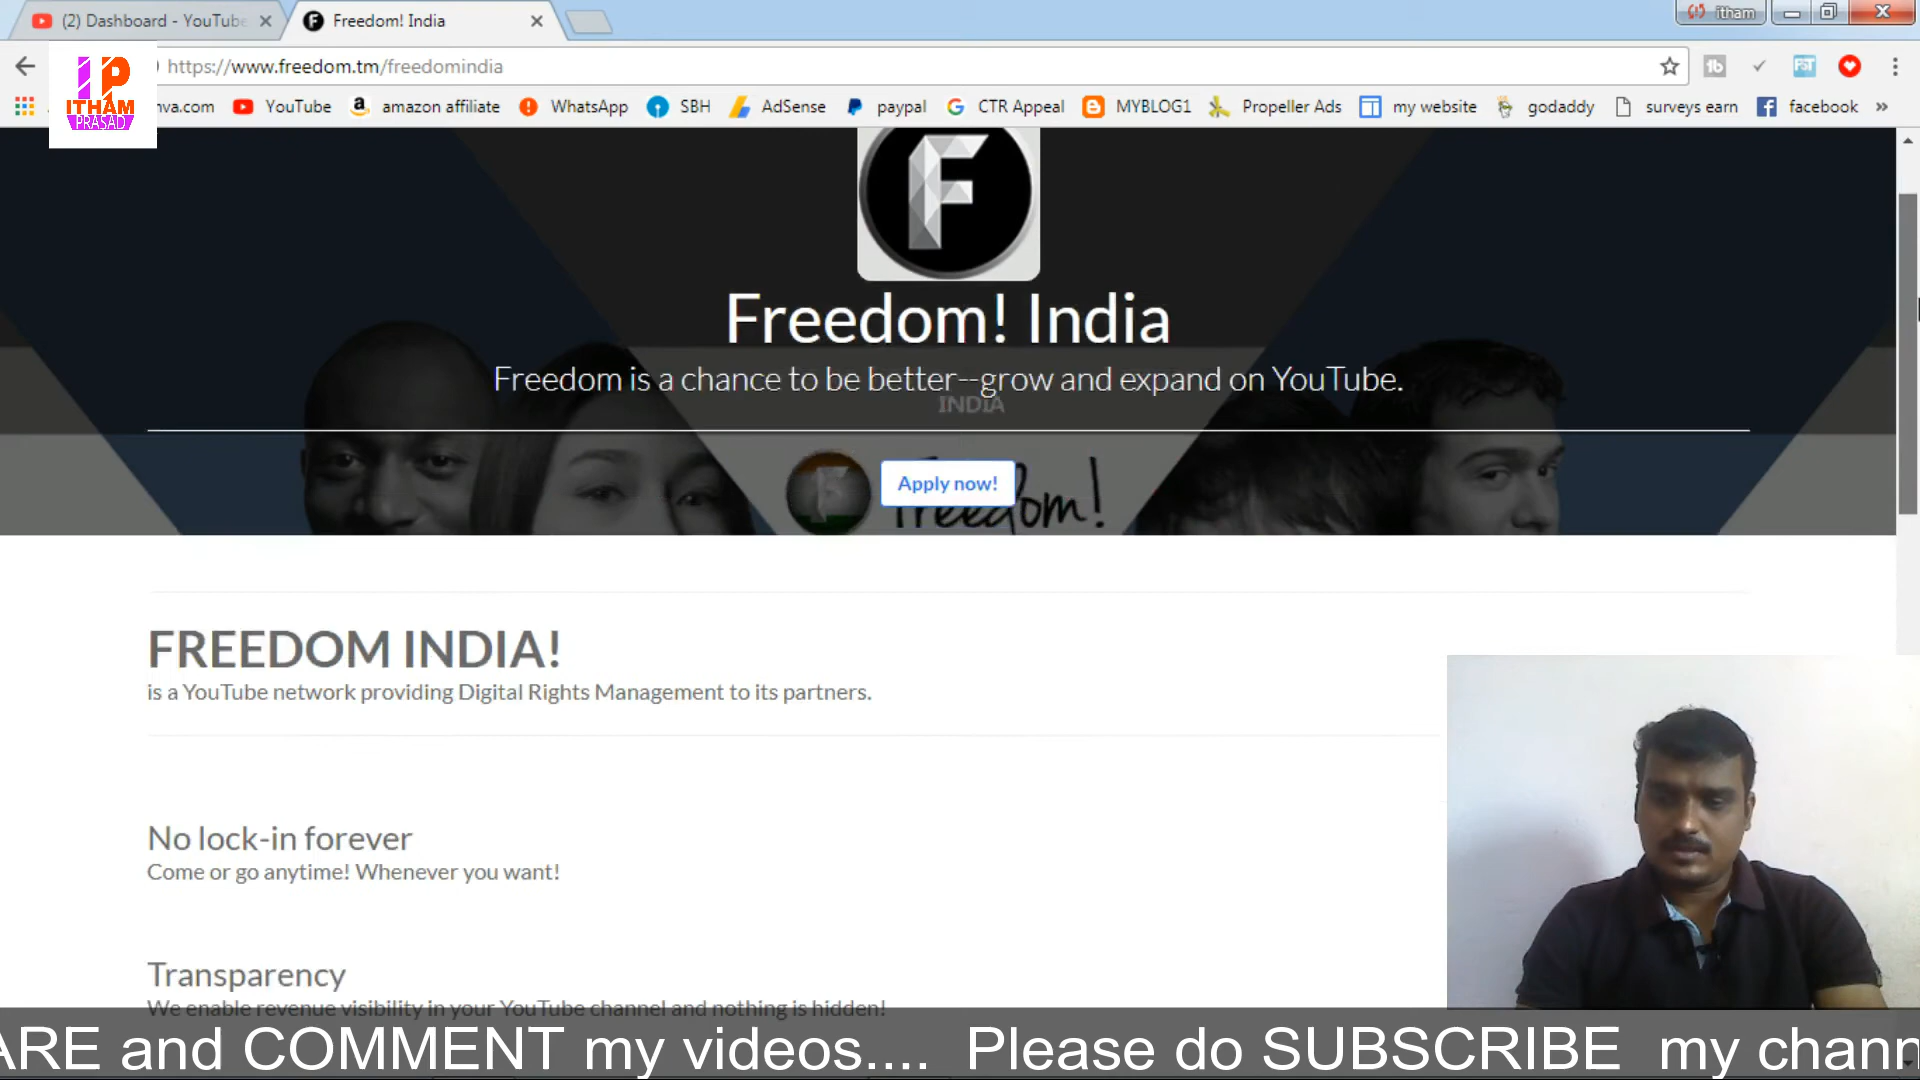 (2) Dashboard - YouTube
Freedom! India
itham
https://www.freedom.tm/freedomindia
IP
ITHAM
PRASAD
nva.com
YouTube
amazon affiliate
WhatsApp
SBH
AdSense
paypal
CTR Appeal
MYBLOG1
Propeller Ads
my website
godaddy
surveys earn
facebook
»
F
Freedom! India
Freedom is a chance to be better--grow and expand on YouTube.
INDIA
Apply now!
Freedom!
FREEDOM INDIA!
is a YouTube network providing Digital Rights Management to its partners.
No lock-in forever
Come or go anytime! Whenever you want!
Transparency
We enable revenue visibility in your YouTube channel and nothing is hidden!
ARE and COMMENT my videos.... Please do SUBSCRIBE my chann